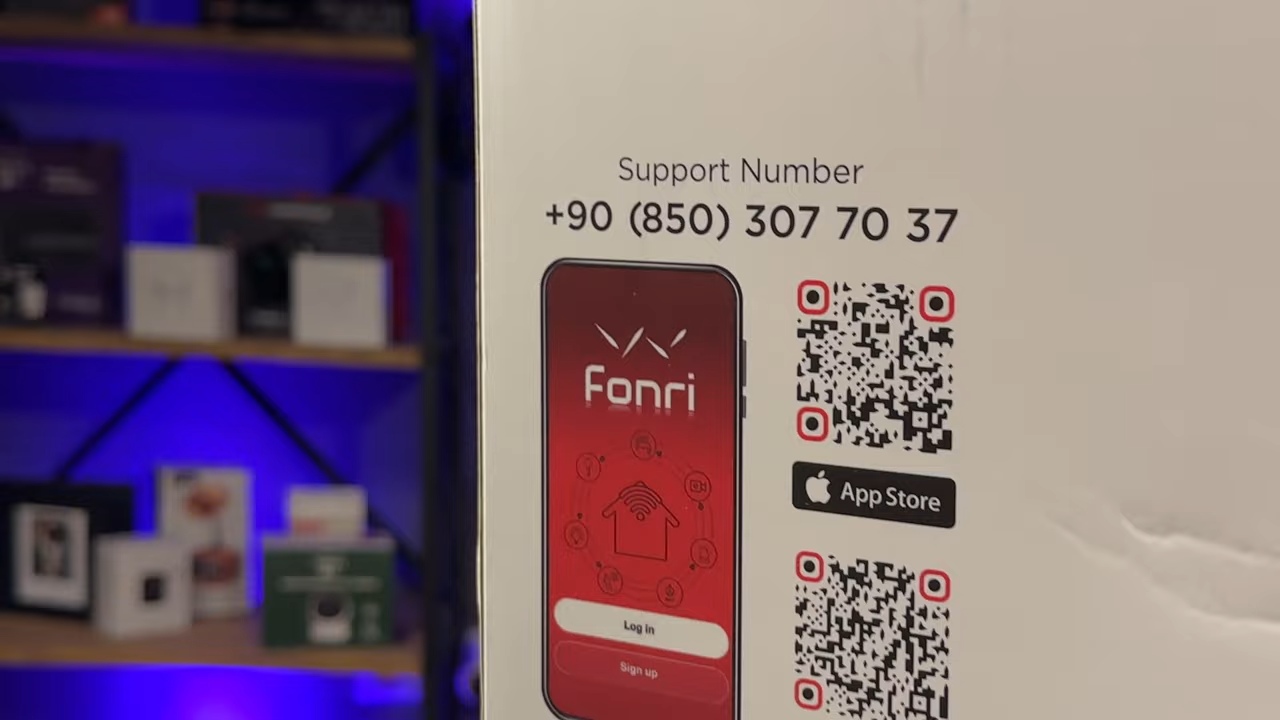 Support Number
+90 (850) 307 70 37
Fonri
App Store
Log in
Sign up